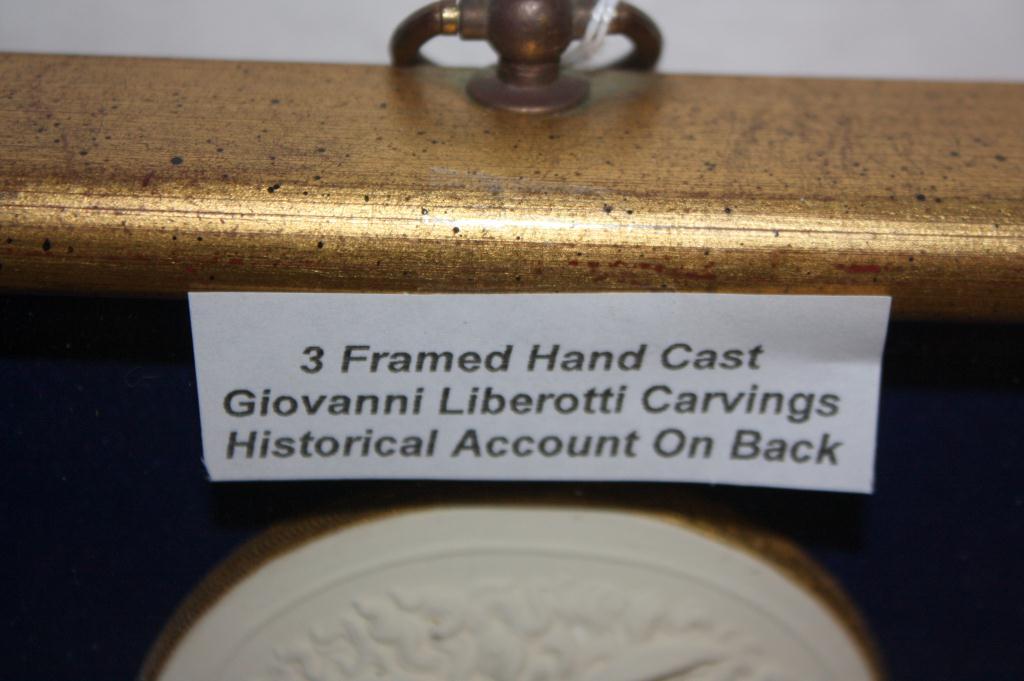 3 Framed Hand Cast
Giovanni Liberotti Carvings
Historical Account On Back